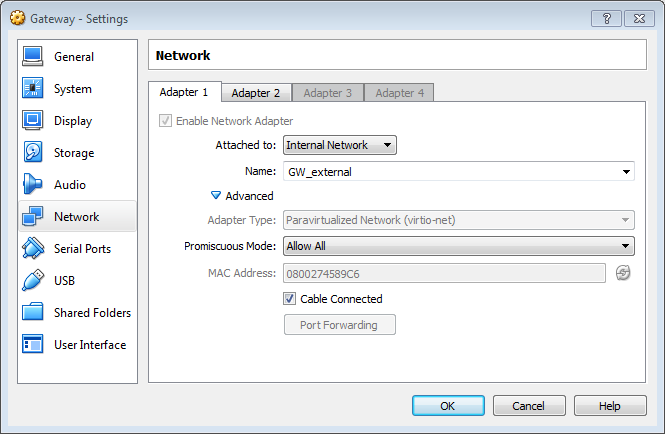 Gateway - Settings
General
System
Display
Storage
Audio
Network
Serial Ports
USB
Shared Folders
User Interface
Network
Adapter 1 Adapter 2 Adapter 3 Adapter 4
Enable Network Adapter
Attached to: Internal Network
Name: GW_external
Advanced
Adapter Type: Paravirtualized Network (virtio-net)
Promiscuous Mode: Allow All
MAC Address: 0800274589C6
Cable Connected
Port Forwarding
OK Cancel Help